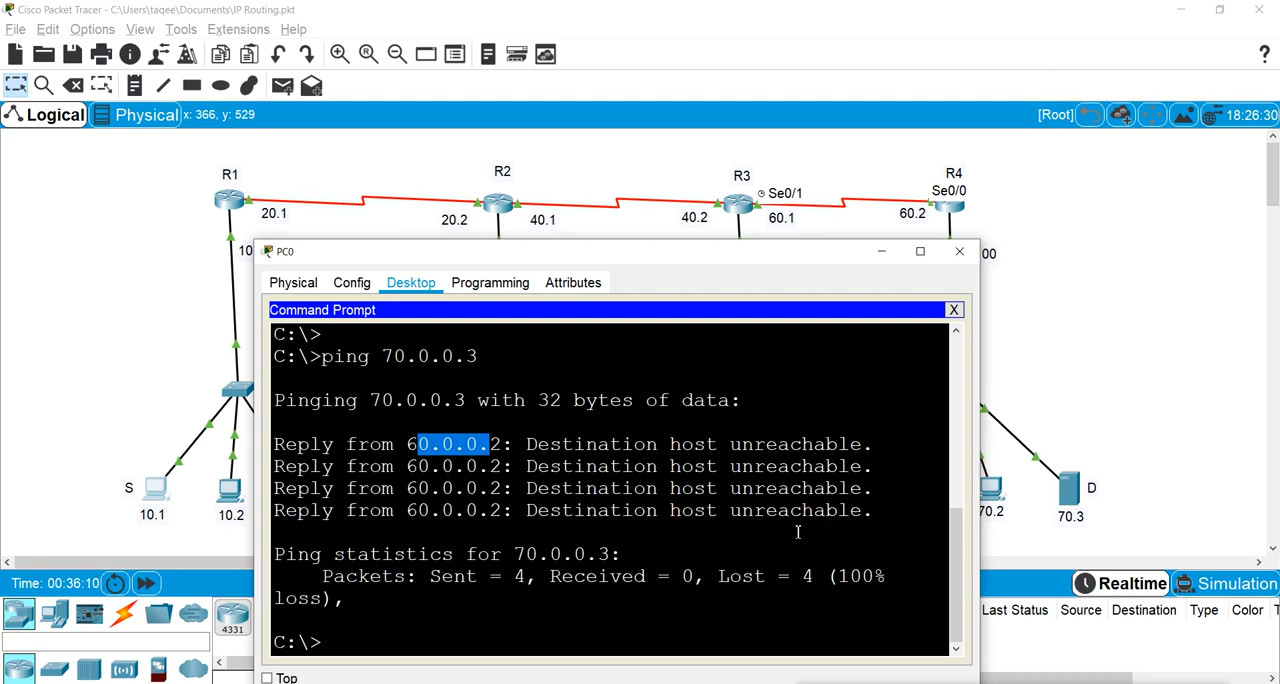 Cisco Packet Tracer - C:\Users\taqee\Documents\IP Routing.pkt
File Edit Options View Tools Extensions Help
?
Logical Physical x: 366, y: 529 [Root] 18:26:30
R1 R2 R3 R4
Se0/1 Se0/0
20.1 20.2 40.1 40.2 60.1 60.2
10 00
PC0
Physical Config Desktop Programming Attributes
Command Prompt X
C:\>
C:\>ping 70.0.0.3
Pinging 70.0.0.3 with 32 bytes of data:
Reply from 60.0.0.2: Destination host unreachable.
Reply from 60.0.0.2: Destination host unreachable.
Reply from 60.0.0.2: Destination host unreachable.
Reply from 60.0.0.2: Destination host unreachable.
Ping statistics for 70.0.0.3:
Packets: Sent = 4, Received = 0, Lost = 4 (100%
loss),
C:\>
Top
S D
10.1 10.2 70.2 70.3
Time: 00:36:10 Realtime Simulation
4331
Last Status Source Destination Type Color T